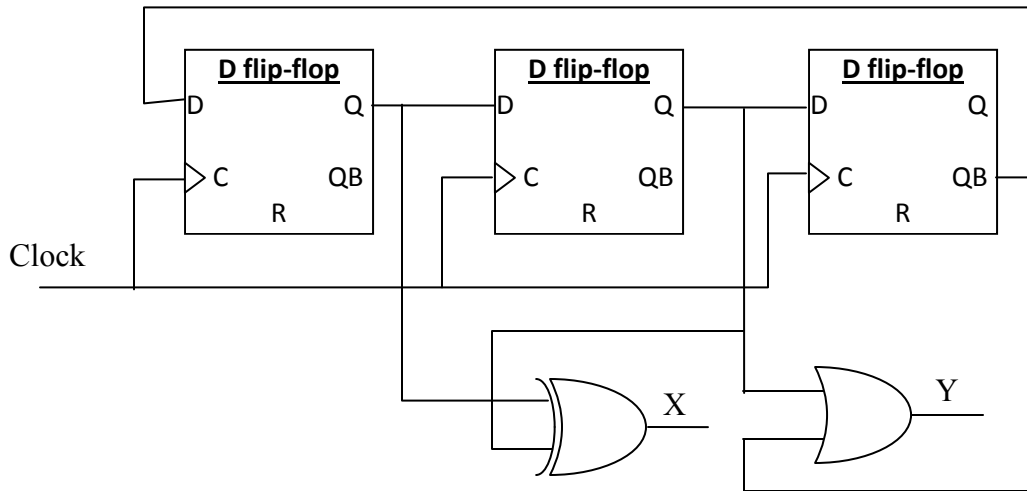 D flip-flop D flip-flop D flip-flop
D Q D Q D Q
C QB C QB C QB
R R R
Clock
X Y